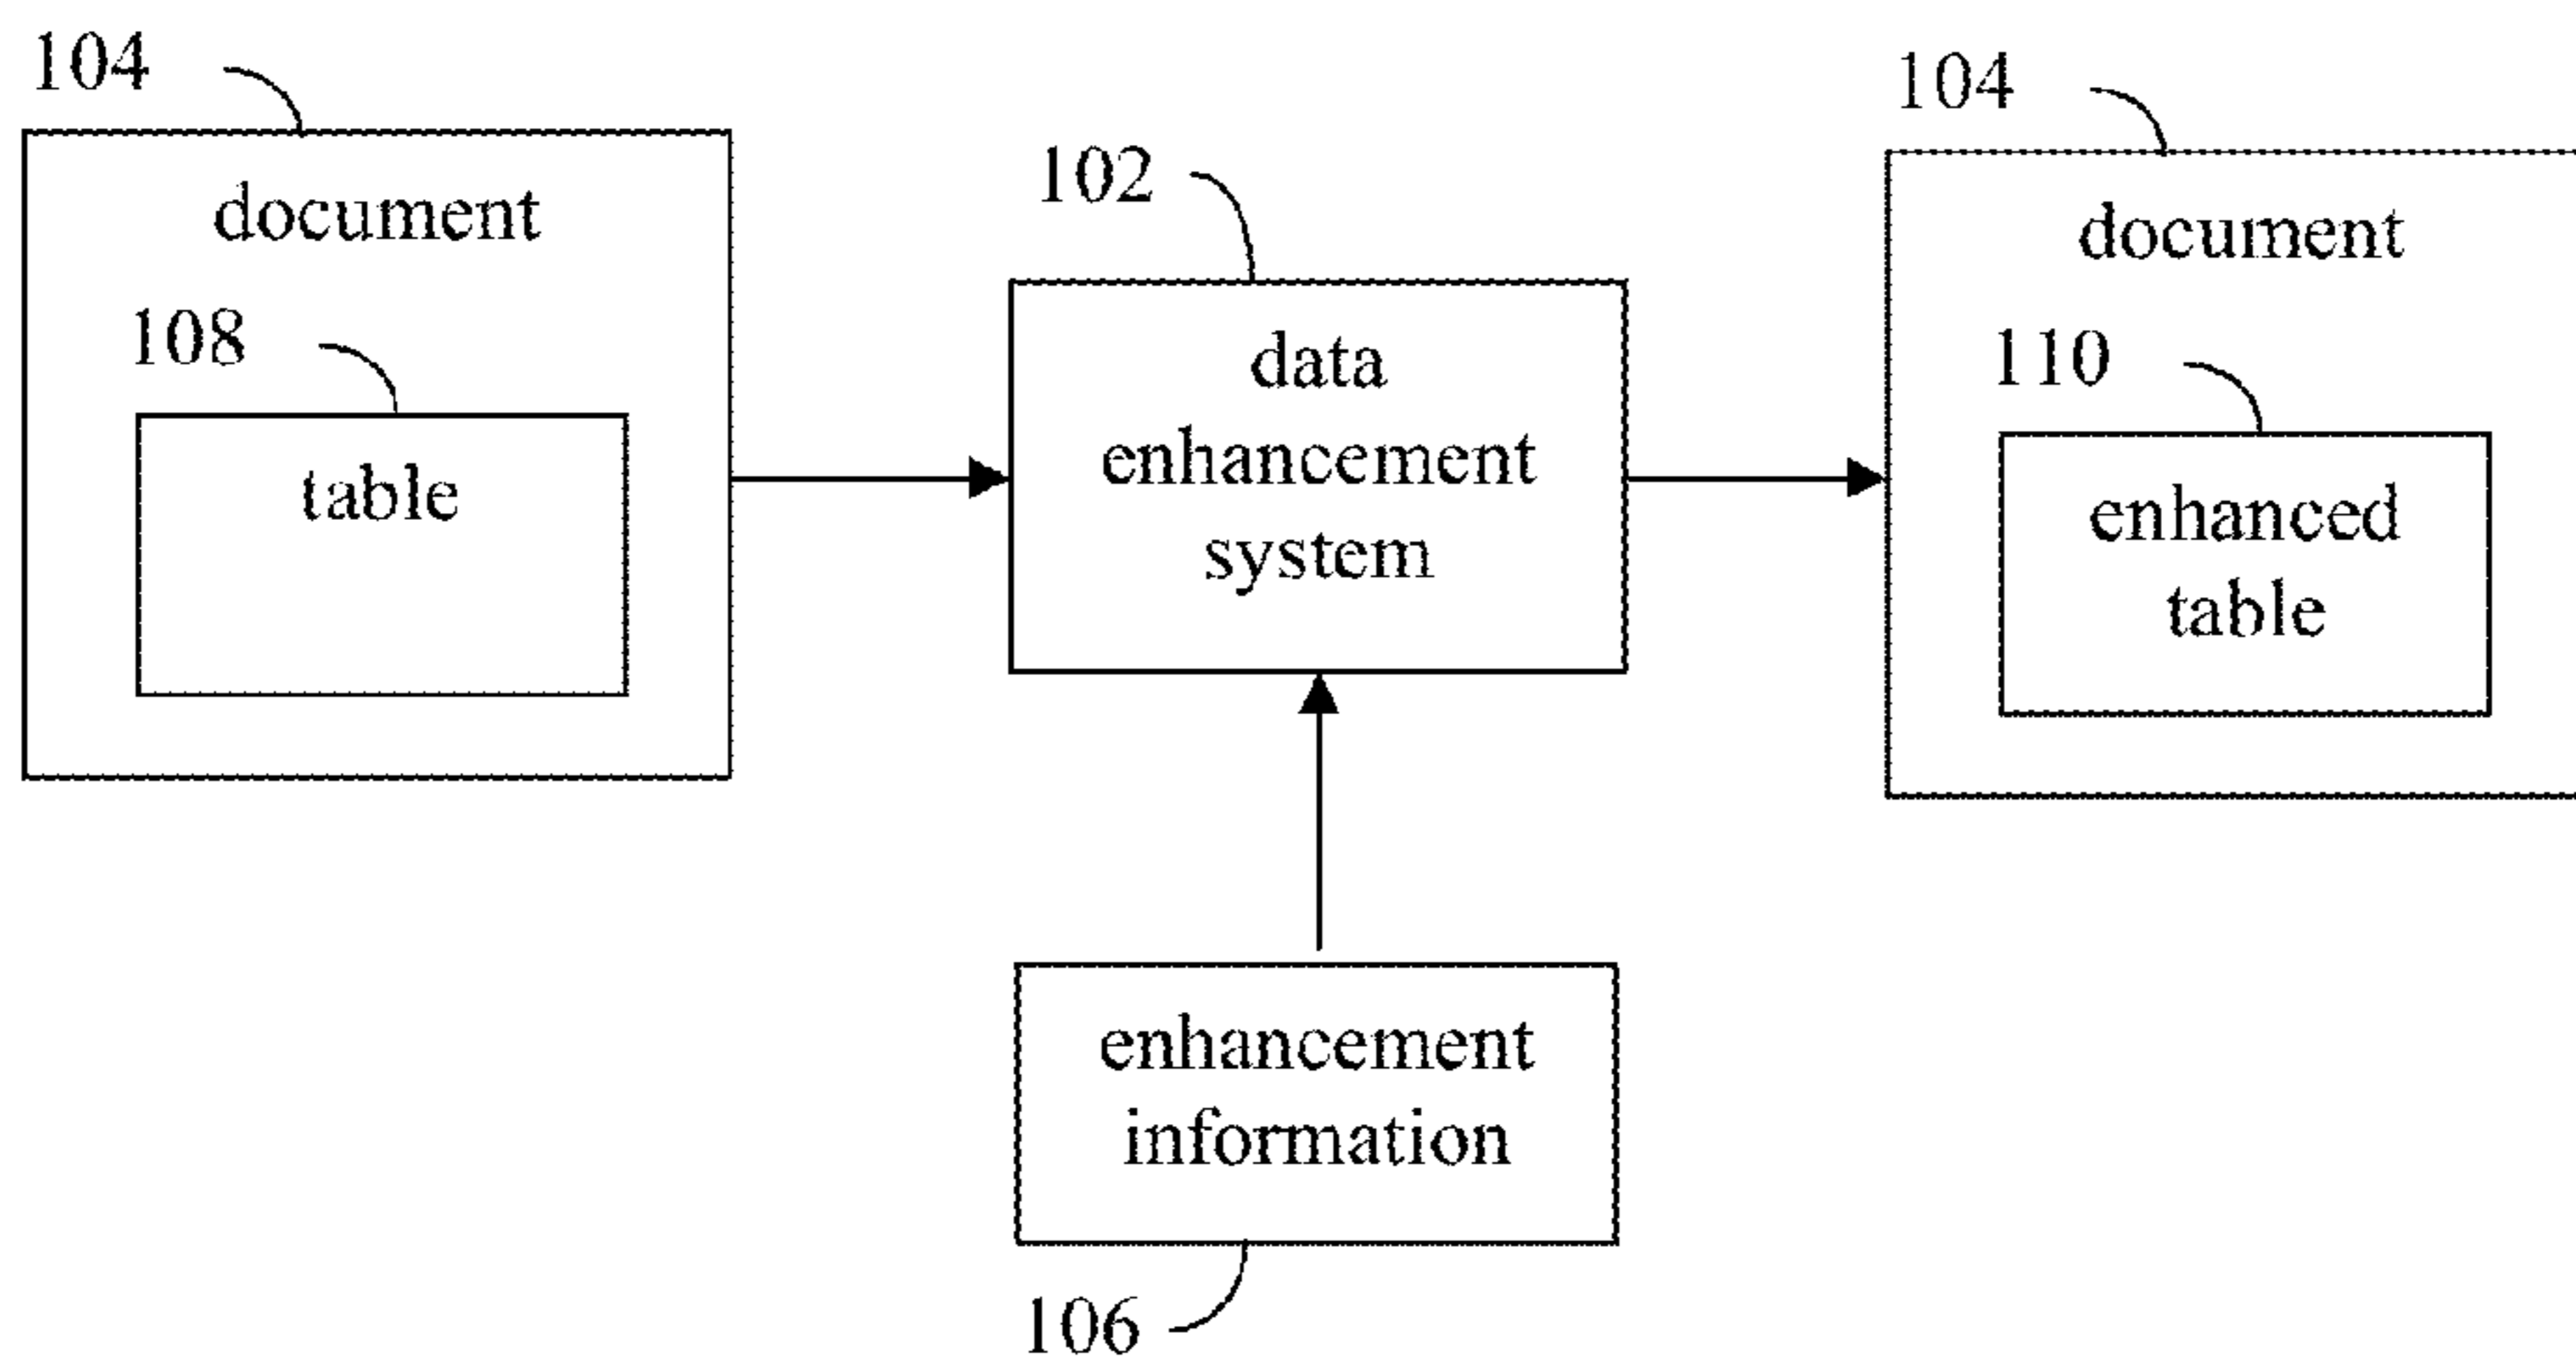 104
document
108
table
102
data
enhancement
system
104
document
110
enhanced
table
enhancement
information
106